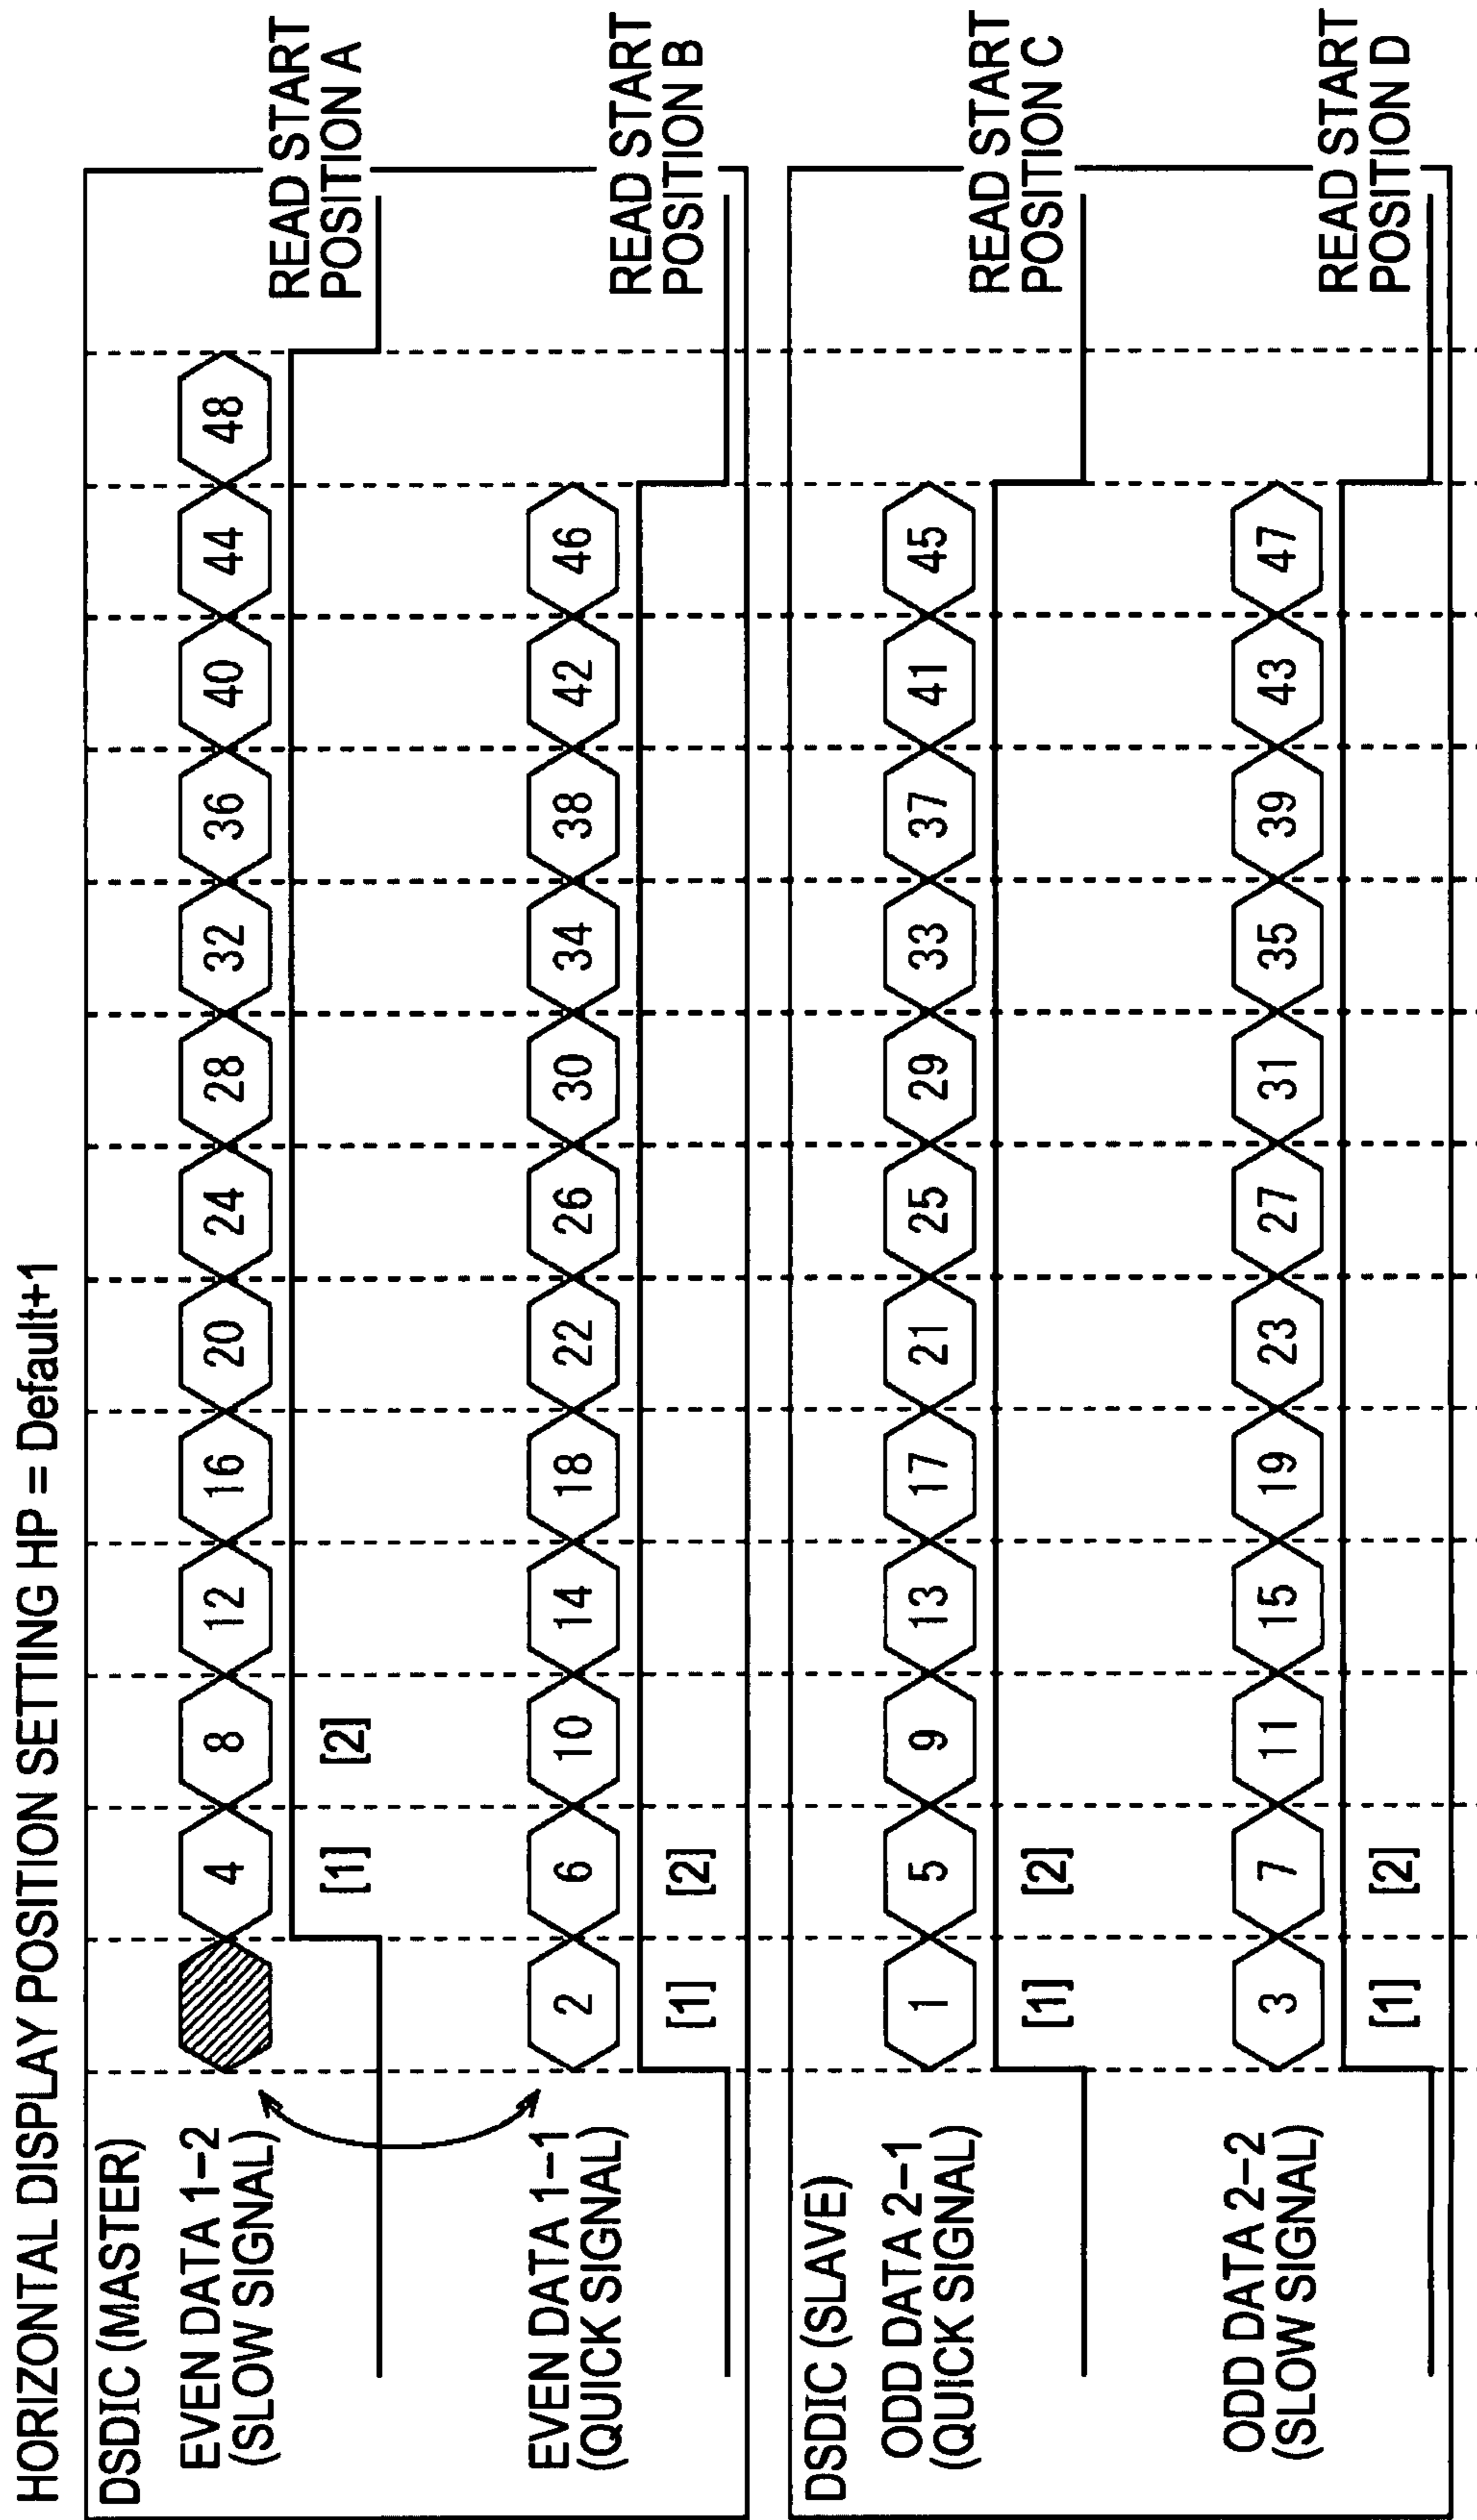 HORIZONTAL DISPLAY POSITION SETTING HP = Default+1
DSDIC (MASTER)
EVEN DATA 1-2
(SLOW SIGNAL)
4 8 12 16 20 24 28 32 36 40 44 48
READ START
POSITION A
[1] [2]
EVEN DATA 1-1
(QUICK SIGNAL)
2 6 10 14 18 22 26 30 34 38 42 46
READ START
POSITION B
[1] [2]
DSDIC (SLAVE)
ODD DATA 2-1
(QUICK SIGNAL)
1 5 9 13 17 21 25 29 33 37 41 45
READ START
POSITION C
[1] [2]
ODD DATA 2-2
(SLOW SIGNAL)
3 7 11 15 19 23 27 31 35 39 43 47
READ START
POSITION D
[1] [2]